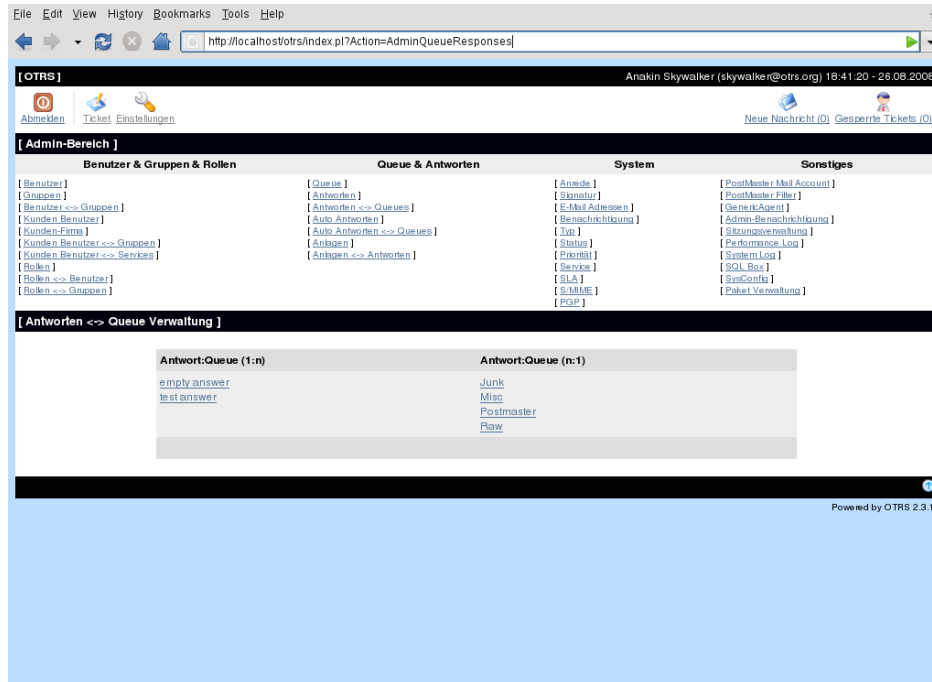 File Edit View History Bookmarks Tools Help
http://localhost/otrs/index.pl?Action=AdminQueueResponses
[ OTRS ] Anakin Skywalker (skywalker@otrs.org) 18:41:20 - 26.08.2008
Abmelden Ticket Einstellungen Neue Nachricht (0) Gesperrte Tickets (0)
[ Admin-Bereich ]
Benutzer & Gruppen & Rollen Queue & Antworten System Sonstiges
[ Benutzer ] [ Queue ] [ Anrede ] [ PostMaster Mail Account ]
[ Gruppen ] [ Antworten ] [ Signatur ] [ PostMaster Filter ]
[ Benutzer <-> Gruppen ] [ Antworten <-> Queues ] [ E-Mail Adressen ] [ GenericAgent ]
[ Kunden Benutzer ] [ Auto Antworten ] [ Benachrichtigung ] [ Admin-Benachrichtigung ]
[ Kunden-Firma ] [ Auto Antworten <-> Queues ] [ Typ ] [ Sitzungsverwaltung ]
[ Kunden Benutzer <-> Gruppen ] [ Anlagen ] [ Status ] [ Performance Log ]
[ Kunden Benutzer <-> Services ] [ Anlagen <-> Antworten ] [ Priorität ] [ System Log ]
[ Rollen ] [ Service ] [ SQL Box ]
[ Rollen <-> Benutzer ] [ SLA ] [ SysConfig ]
[ Rollen <-> Gruppen ] [ S/MIME ] [ Paket Verwaltung ]
[ PGP ]
[ Antworten <-> Queue Verwaltung ]
Antwort:Queue (1:n) Antwort:Queue (n:1)
empty answer Junk
test answer Misc
Postmaster
Raw
Powered by OTRS 2.3.1